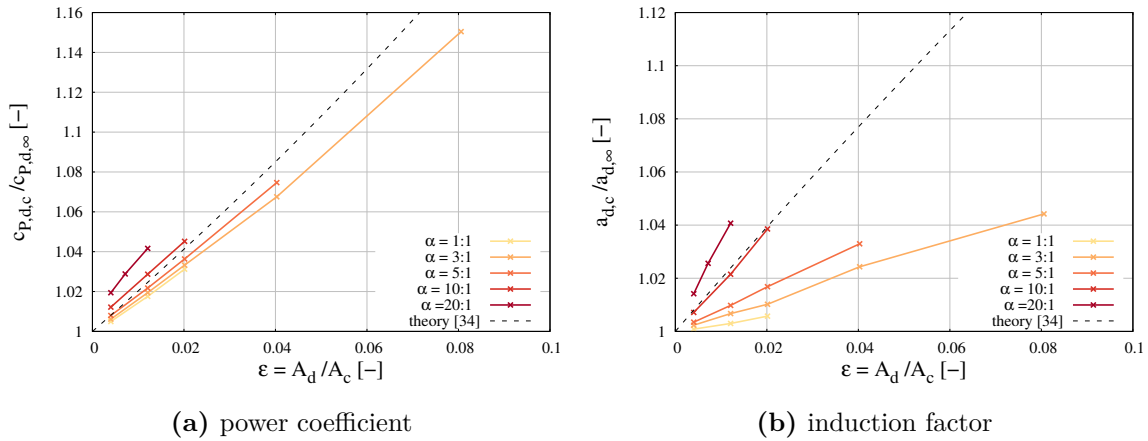 1.16
1.14
1.12
1.1
1.08
1.06
1.04
1.02
1
0
0.02
0.04
0.06
0.08
0.1
c_{P,d,c} /c_{P,d,∞} [−]
ε = A_d /A_c [−]
α = 1:1
α = 3:1
α = 5:1
α = 10:1
α =20:1
theory [34]
(a) power coefficient
1.12
1.1
1.08
1.06
1.04
1.02
1
0
0.02
0.04
0.06
0.08
0.1
a_{d,c} /a_{d,∞} [−]
ε = A_d /A_c [−]
α = 1:1
α = 3:1
α = 5:1
α = 10:1
α =20:1
theory [34]
(b) induction factor